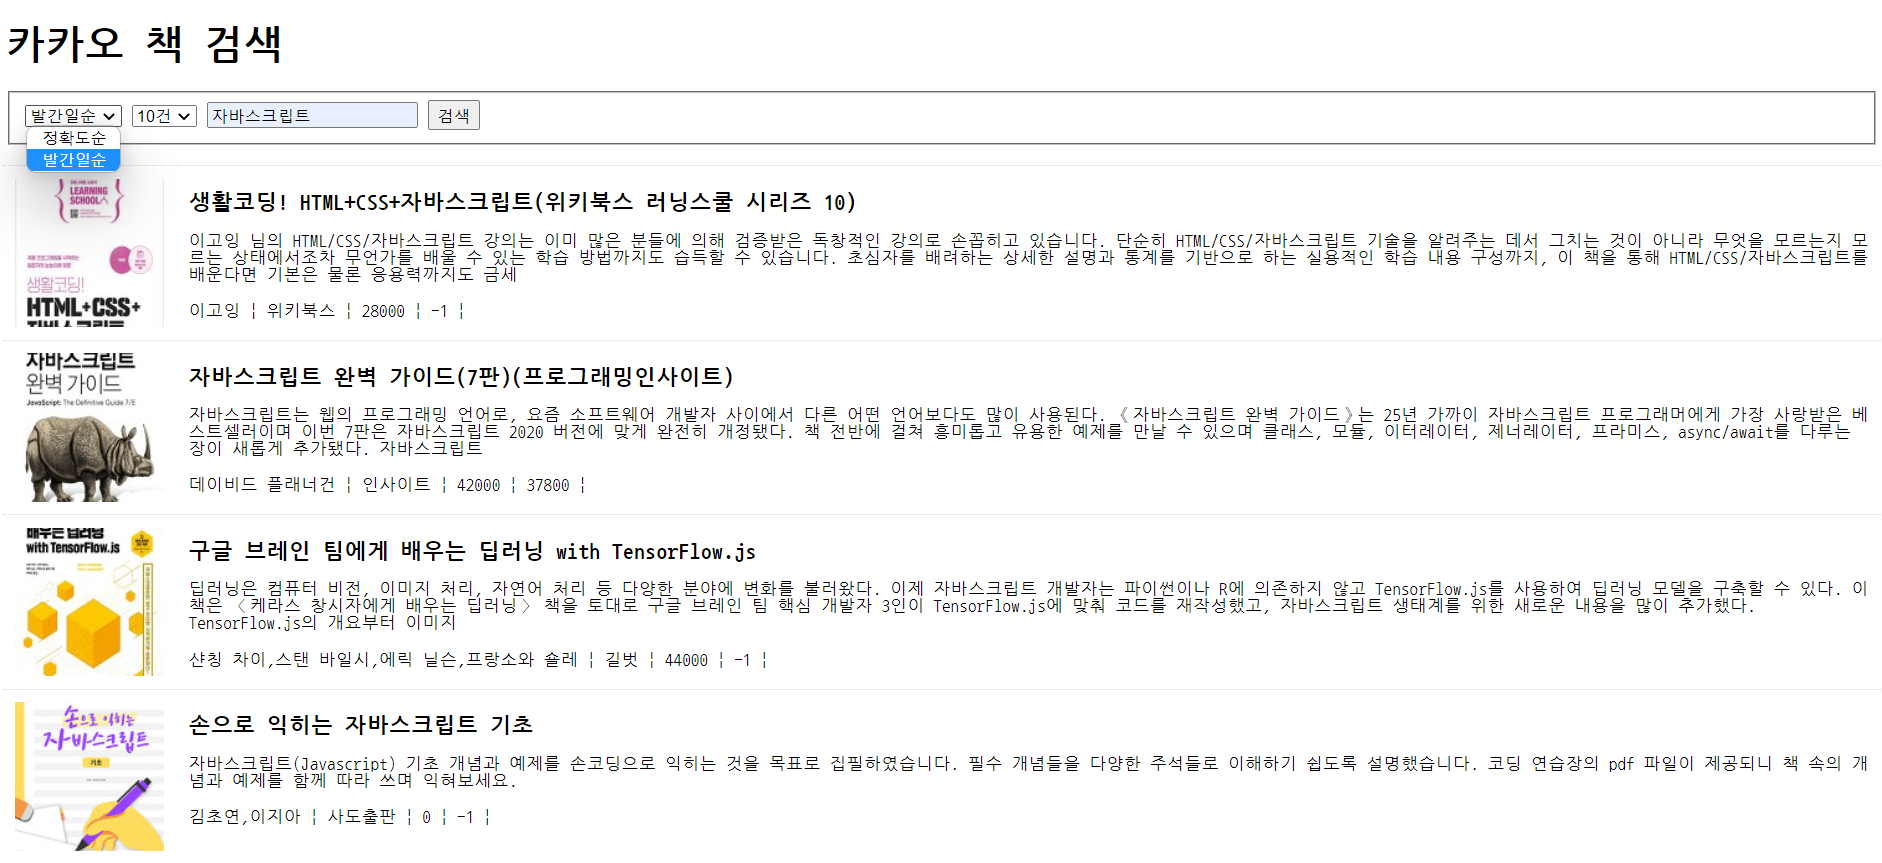 카카오 책 검색
발간일순 10건 자바스크립트 검색
정확도순
발간일순
LEARNING
SCHOOL
생활코딩!
HTML+CSS+
자바스크립트
생활코딩! HTML+CSS+자바스크립트(위키북스 러닝스쿨 시리즈 10)
이고잉 님의 HTML/CSS/자바스크립트 강의는 이미 많은 분들에 의해 검증받은 독창적인 강의로 손꼽히고 있습니다. 단순히 HTML/CSS/자바스크립트 기술을 알려주는 데서 그치는 것이 아니라 무엇을 모르는지 모
르는 상태에서조차 무언가를 배울 수 있는 학습 방법까지도 습득할 수 있습니다. 초심자를 배려하는 상세한 설명과 통계를 기반으로 하는 실용적인 학습 내용 구성까지, 이 책을 통해 HTML/CSS/자바스크립트를
배운다면 기본은 물론 응용력까지도 금세
이고잉 | 위키북스 | 28000 | -1 |
자바스크립트
완벽 가이드
JavaScript: The Definitive Guide 7/E
자바스크립트 완벽 가이드(7판)(프로그래밍인사이트)
자바스크립트는 웹의 프로그래밍 언어로, 요즘 소프트웨어 개발자 사이에서 다른 어떤 언어보다도 많이 사용된다. 《자바스크립트 완벽 가이드》는 25년 가까이 자바스크립트 프로그래머에게 가장 사랑받은 베
스트셀러이며 이번 7판은 자바스크립트 2020 버전에 맞게 완전히 개정됐다. 책 전반에 걸쳐 흥미롭고 유용한 예제를 만날 수 있으며 클래스, 모듈, 이터레이터, 제너레이터, 프라미스, async/await를 다루는
장이 새롭게 추가됐다. 자바스크립트
데이비드 플래너건 | 인사이트 | 42000 | 37800 |
배우는 딥러닝
with TensorFlow.js
구글 브레인 팀에게 배우는 딥러닝 with TensorFlow.js
딥러닝은 컴퓨터 비전, 이미지 처리, 자연어 처리 등 다양한 분야에 변화를 불러왔다. 이제 자바스크립트 개발자는 파이썬이나 R에 의존하지 않고 TensorFlow.js를 사용하여 딥러닝 모델을 구축할 수 있다. 이
책은 〈케라스 창시자에게 배우는 딥러닝〉 책을 토대로 구글 브레인 팀 핵심 개발자 3인이 TensorFlow.js에 맞춰 코드를 재작성했고, 자바스크립트 생태계를 위한 새로운 내용을 많이 추가했다.
TensorFlow.js의 개요부터 이미지
샨칭 차이,스탠 바일시,에릭 닐슨,프랑소와 숄레 | 길벗 | 44000 | -1 |
손으로 익히는
자바스크립트
기초
손으로 익히는 자바스크립트 기초
자바스크립트(Javascript) 기초 개념과 예제를 손코딩으로 익히는 것을 목표로 집필하였습니다. 필수 개념들을 다양한 주석들로 이해하기 쉽도록 설명했습니다. 코딩 연습장의 pdf 파일이 제공되니 책 속의 개
념과 예제를 함께 따라 쓰며 익혀보세요.
김초연,이지아 | 사도출판 | 0 | -1 |